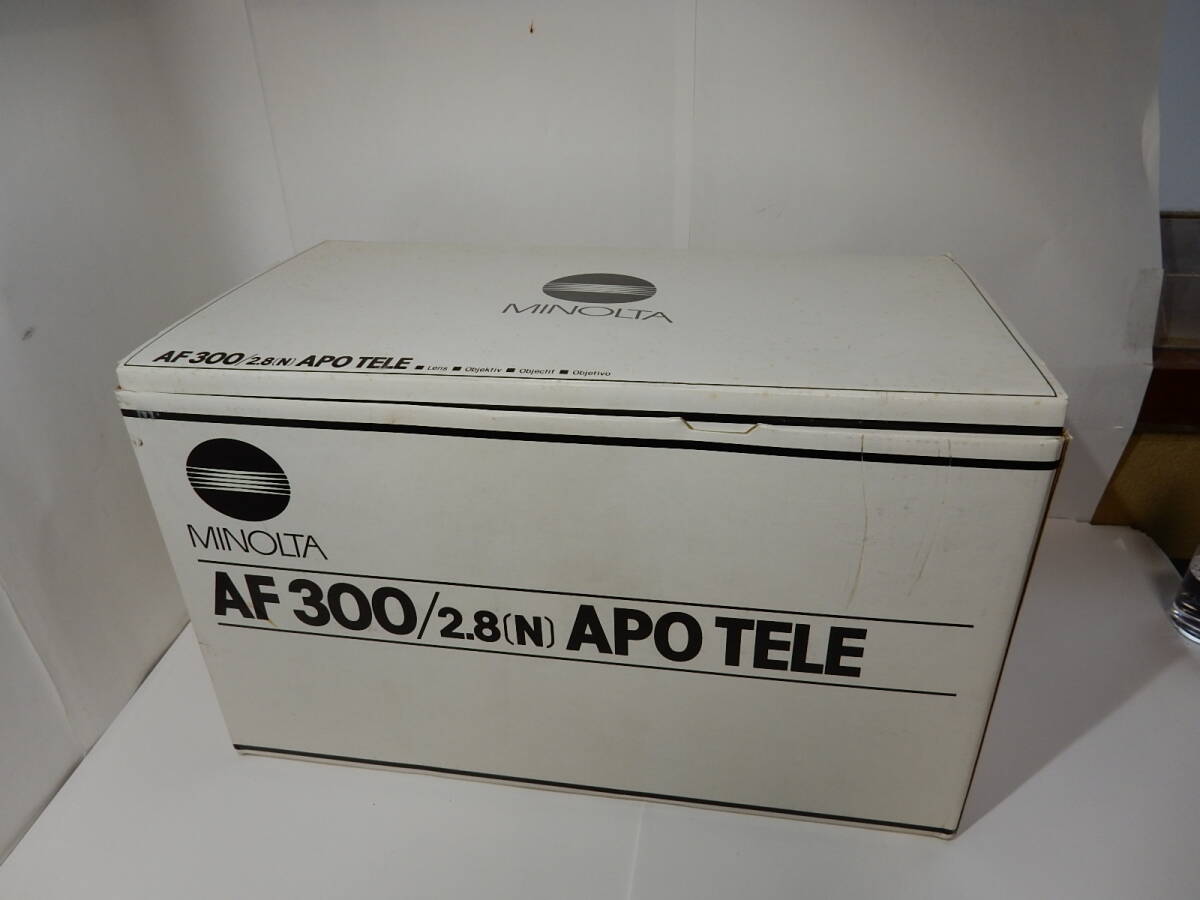 MINOLTA
AF 300/2.8(N) APO TELE ■ Lens ■ Objektiv ■ Objectif ■ Objetivo
MINOLTA
AF 300/2.8(N) APO TELE